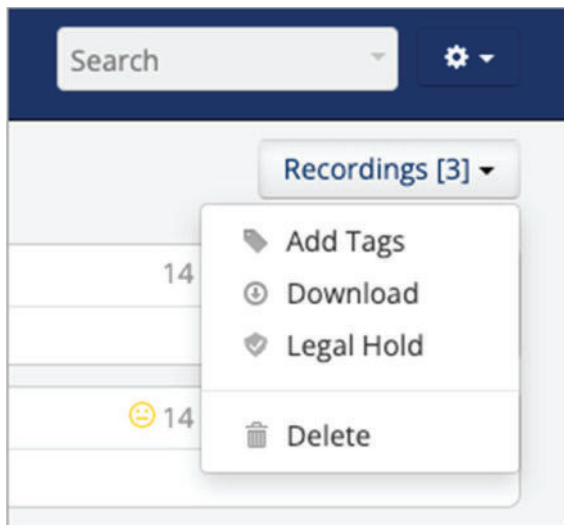 Search
Recordings [3]
Add Tags
14
Download
Legal Hold
14
Delete